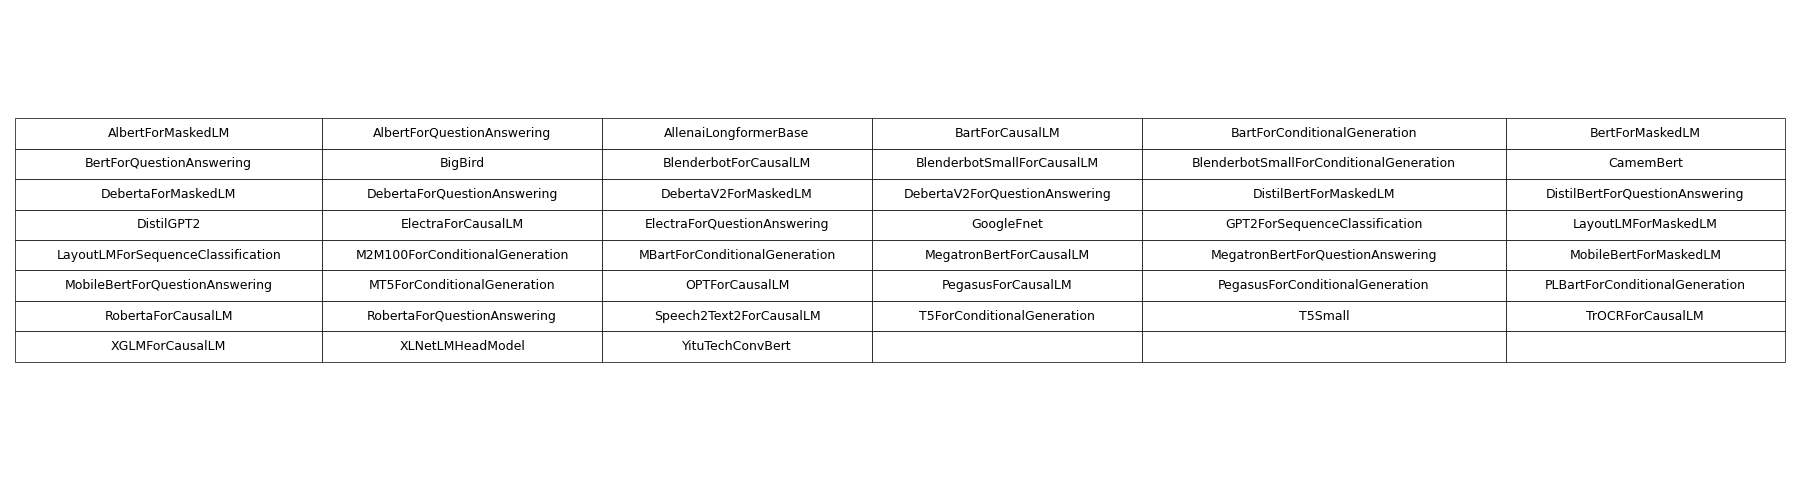 AlbertForMaskedLM AlbertForQuestionAnswering AllenaiLongformerBase BartForCausalLM BartForConditionalGeneration BertForMaskedLM
BertForQuestionAnswering BigBird BlenderbotForCausalLM BlenderbotSmallForCausalLM BlenderbotSmallForConditionalGeneration CamemBert
DebertaForMaskedLM DebertaForQuestionAnswering DebertaV2ForMaskedLM DebertaV2ForQuestionAnswering DistilBertForMaskedLM DistilBertForQuestionAnswering
DistilGPT2 ElectraForCausalLM ElectraForQuestionAnswering GoogleFnet GPT2ForSequenceClassification LayoutLMForMaskedLM
LayoutLMForSequenceClassification M2M100ForConditionalGeneration MBartForConditionalGeneration MegatronBertForCausalLM MegatronBertForQuestionAnswering MobileBertForMaskedLM
MobileBertForQuestionAnswering MT5ForConditionalGeneration OPTForCausalLM PegasusForCausalLM PegasusForConditionalGeneration PLBartForConditionalGeneration
RobertaForCausalLM RobertaForQuestionAnswering Speech2Text2ForCausalLM T5ForConditionalGeneration T5Small TrOCRForCausalLM
XGLMForCausalLM XLNetLMHeadModel YituTechConvBert